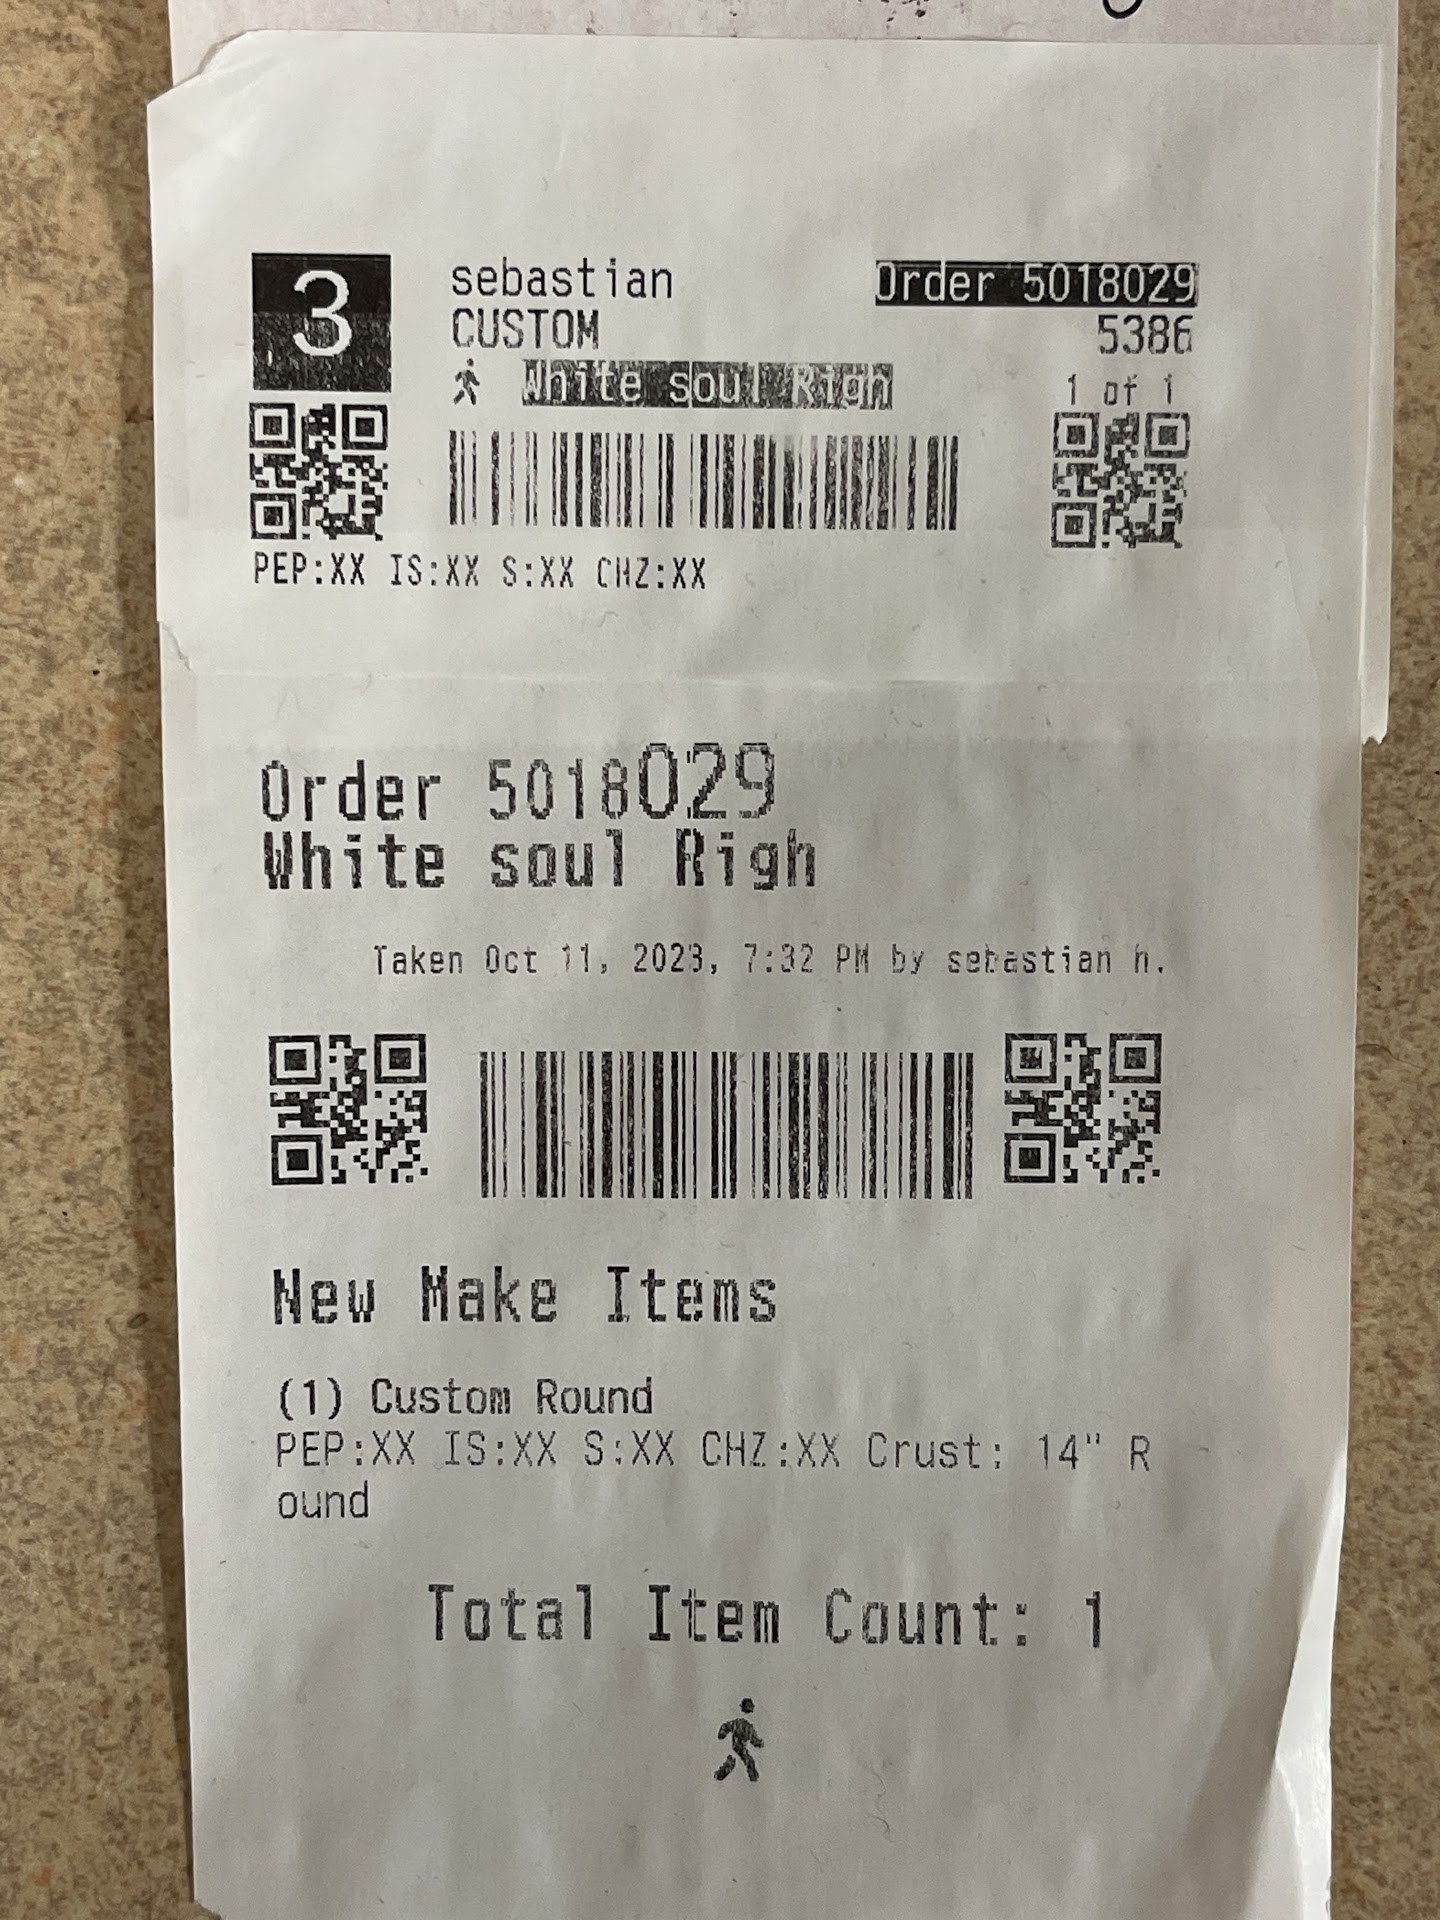 3
sebastian
Order 5018029
CUSTOM
5386
White soul Righ
1 of 1
PEP:XX IS:XX S:XX CHZ:XX
Order 5018029
White soul Righ
Taken Oct 11, 2023, 7:32 PM by sebastian h.
New Make Items
(1) Custom Round
PEP:XX IS:XX S:XX CHZ:XX Crust: 14" R
ound
Total Item Count: 1